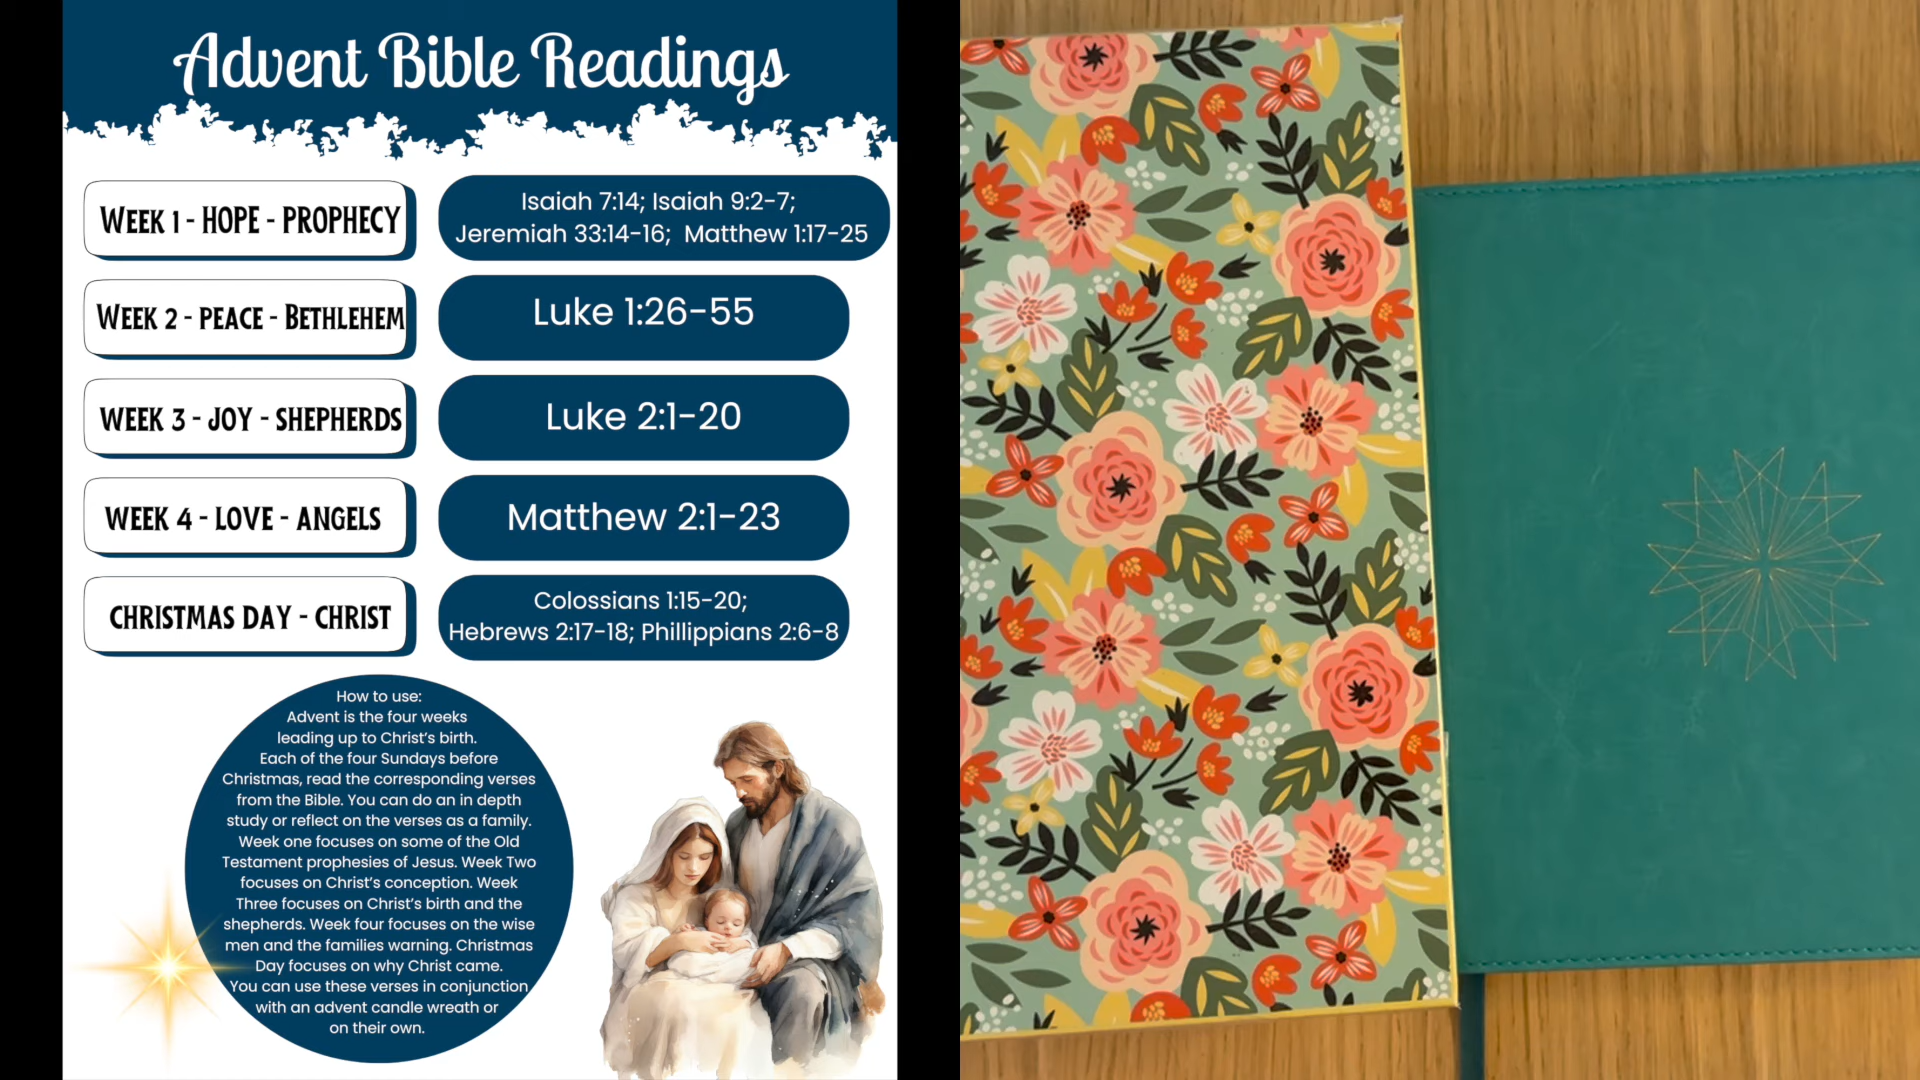 Advent Bible Readings
WEEK 1 - HOPE - PROPHECY
Isaiah 7:14; Isaiah 9:2-7;
Jeremiah 33:14-16; Matthew 1:17-25
WEEK 2 - PEACE - BETHLEHEM
Luke 1:26-55
WEEK 3 - JOY - SHEPHERDS
Luke 2:1-20
WEEK 4 - LOVE - ANGELS
Matthew 2:1-23
CHRISTMAS DAY - CHRIST
Colossians 1:15-20;
Hebrews 2:17-18; Phillippians 2:6-8
How to use:
Advent is the four weeks
leading up to Christ's birth.
Each of the four Sundays before
Christmas, read the corresponding verses
from the Bible. You can do an in depth
study or reflect on the verses as a family.
Week one focuses on some of the Old
Testament prophesies of Jesus. Week Two
focuses on Christ's conception. Week
Three focuses on Christ's birth and the
shepherds. Week four focuses on the wise
men and the families warning. Christmas
Day focuses on why Christ came.
You can use these verses in conjunction
with an advent candle wreath or
on their own.